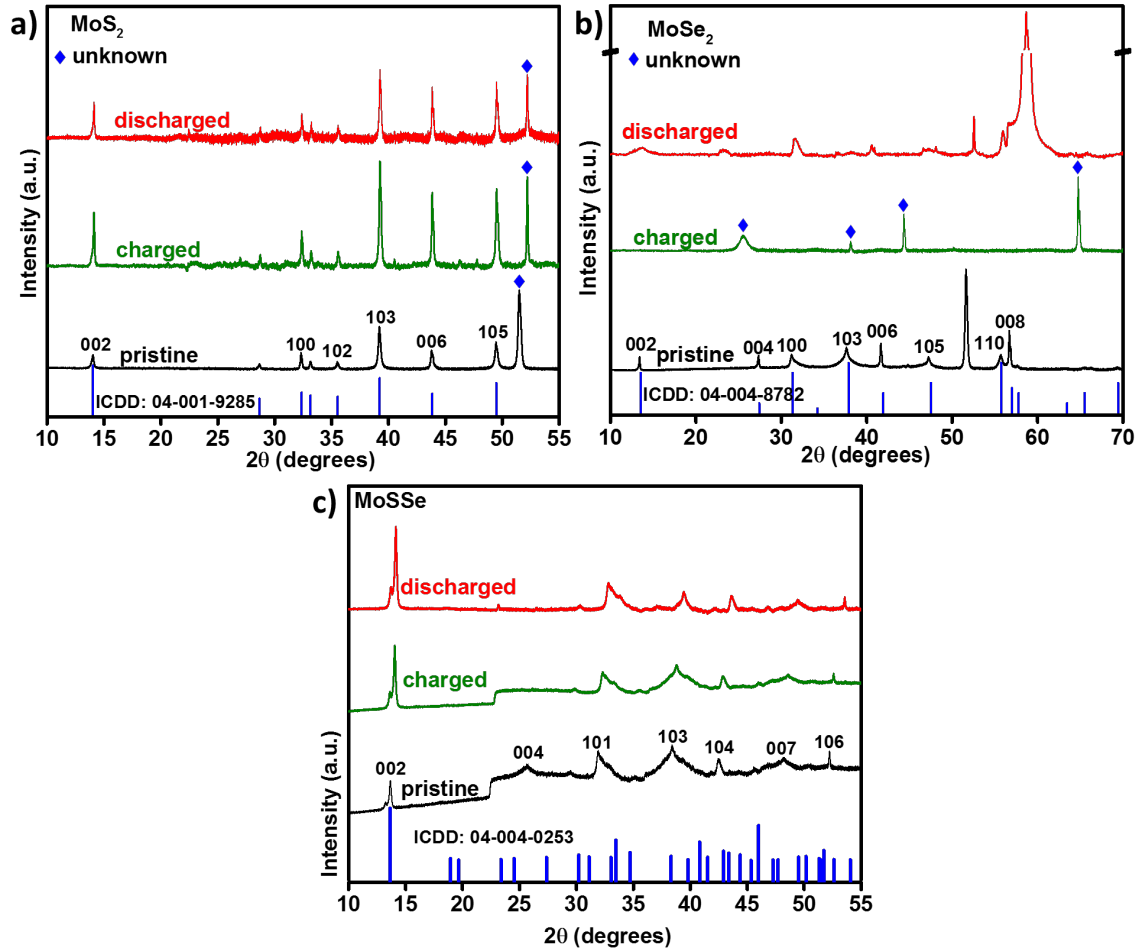 a)
MoS2
unknown
discharged
charged
103
100
102
006
105
002
pristine
ICDD: 04-001-9285
Intensity (a.u.)
10 15 20 25 30 35 40 45 50 55
2θ (degrees)
b)
MoSe2
unknown
discharged
charged
002
004
100
103
006
105
110
008
pristine
ICDD: 04-004-8782
Intensity (a.u.)
10 20 30 40 50 60 70
2θ (degrees)
c)
MoSSe
discharged
charged
002
004
101
103
104
007
106
pristine
ICDD: 04-004-0253
Intensity (a.u.)
10 15 20 25 30 35 40 45 50 55
2θ (degrees)